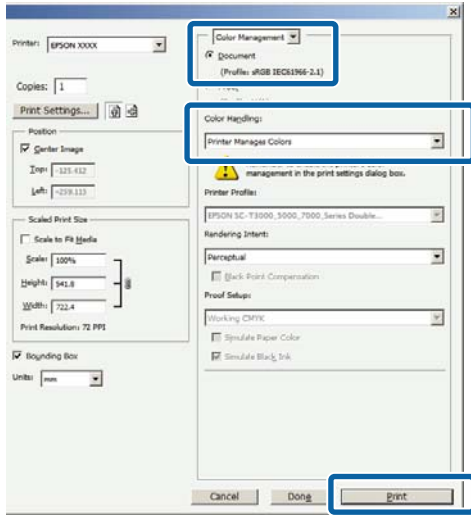 Printer: EPSON XXXX
Copies: 1
Print Settings...
Position
Center Image
Top: -125.412
Left: -259.115
Scaled Print Size
Scale to Fit Media
Scale: 100%
Height: 541.8
Width: 722.4
Print Resolution: 72 PPI
Bounding Box
Units: mm
Color Management
Document
(Profile: sRGB IEC61966-2.1)
Color Handling:
Printer Manages Colors
management in the print settings dialog box.
Printer Profile:
EPSON SC-T3000_5000_7000_Series Double...
Rendering Intent:
Perceptual
Black Point Compensation
Proof Setup:
Working CMYK
Simulate Paper Color
Simulate Black Ink
Cancel
Done
Print